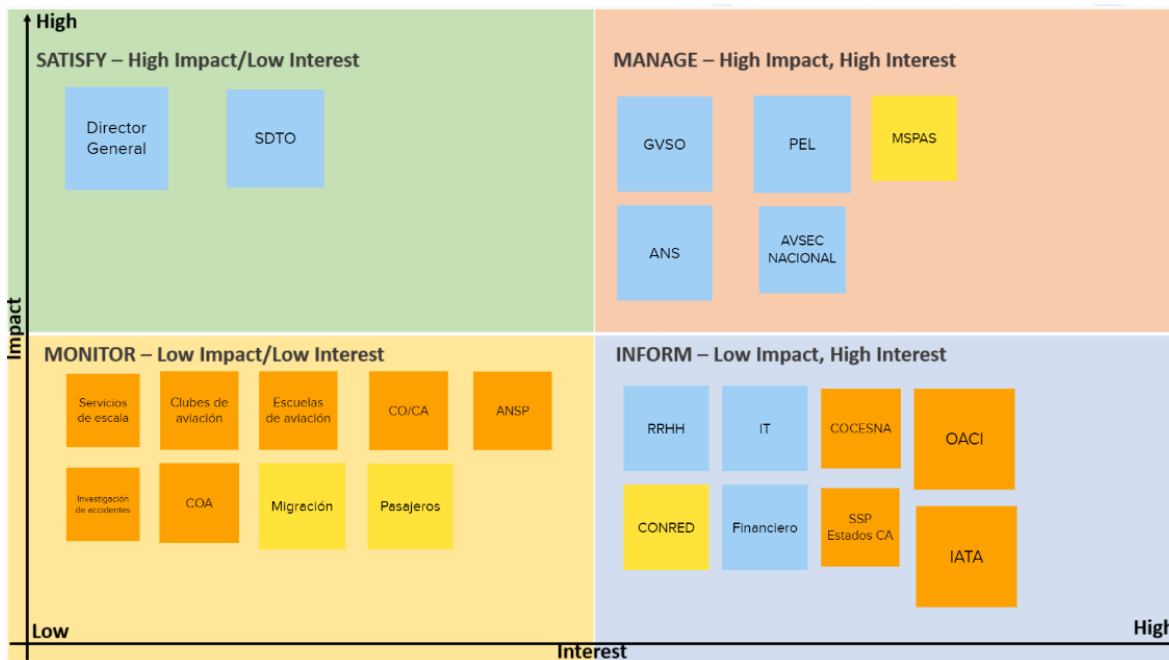 High
SATISFY – High Impact/Low Interest
Director
General
SDTO
MANAGE – High Impact, High Interest
GVSO
PEL
MSPAS
ANS
AVSEC
NACIONAL
Impact
MONITOR – Low Impact/Low Interest
Servicios
de escala
Clubes de
aviación
Escuelas
de aviación
CO/CA
ANSP
Investigación
de accidentes
COA
Migración
Pasajeros
INFORM – Low Impact, High Interest
RRHH
IT
COCESNA
OACI
CONRED
Financiero
SSP
Estados CA
IATA
Low
Interest
High